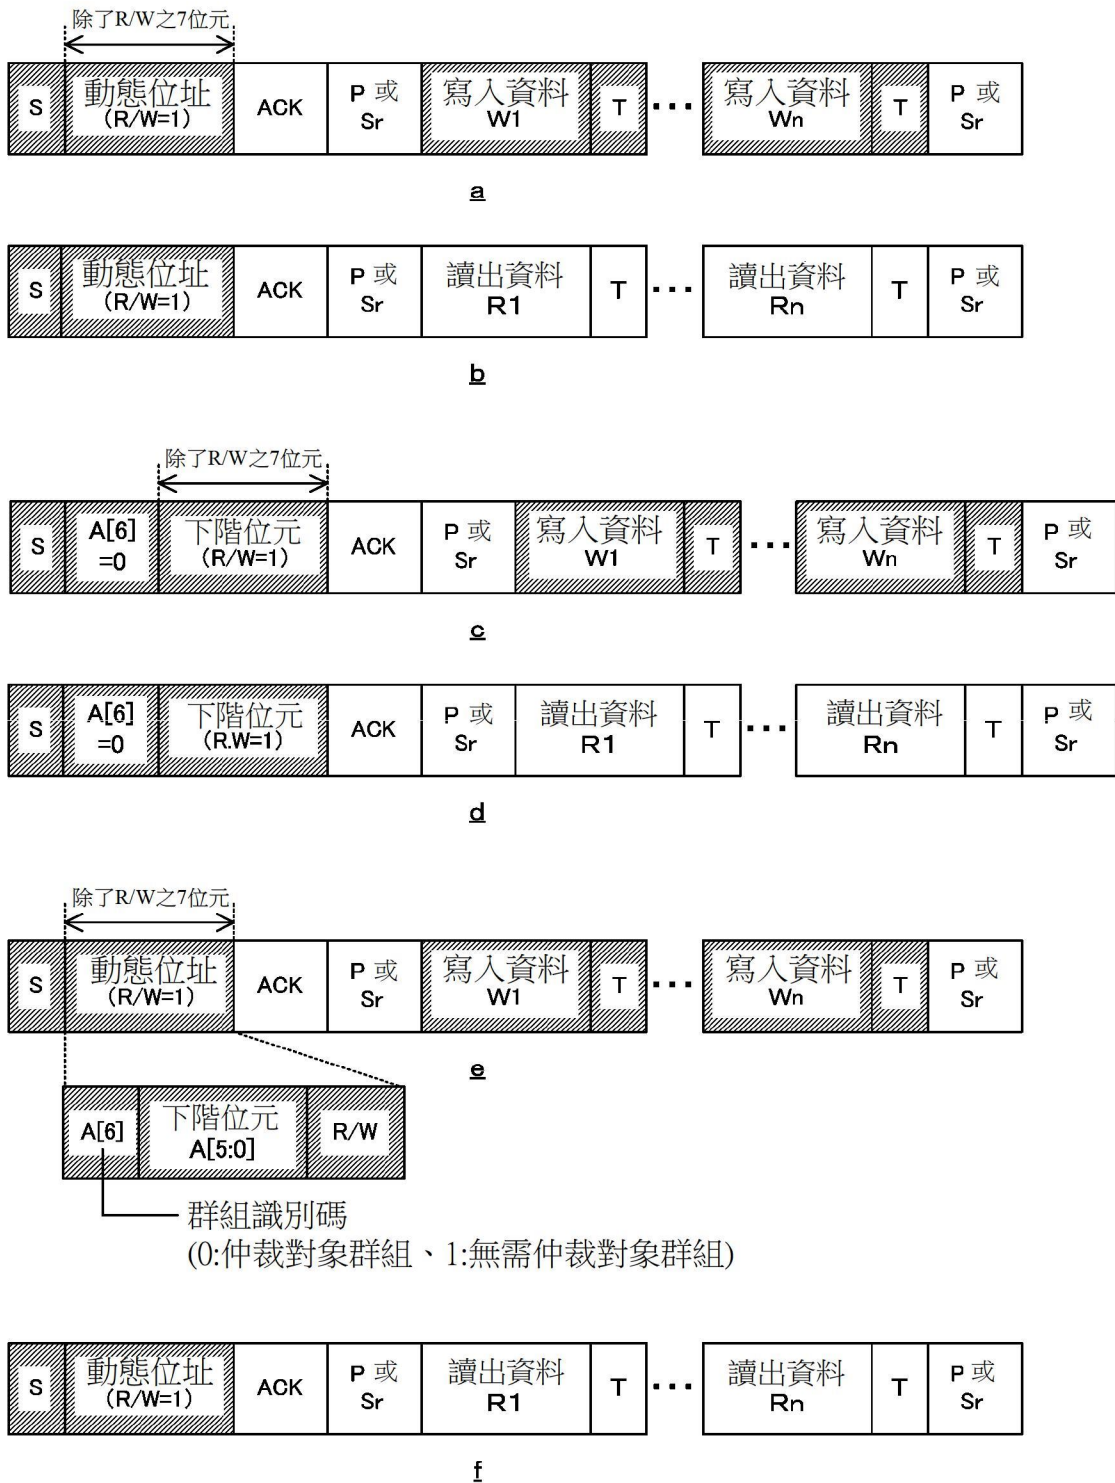 除了R/W之7位元
S 動態位址 (R/W=1) ACK P 或 Sr 寫入資料 W1 T ・・・ 寫入資料 Wn T P 或 Sr
a
S 動態位址 (R/W=1) ACK P 或 Sr 讀出資料 R1 T ・・・ 讀出資料 Rn T P 或 Sr
b
除了R/W之7位元
S A[6] =0 下階位元 (R/W=1) ACK P 或 Sr 寫入資料 W1 T ・・・ 寫入資料 Wn T P 或 Sr
c
S A[6] =0 下階位元 (R.W=1) ACK P 或 Sr 讀出資料 R1 T ・・・ 讀出資料 Rn T P 或 Sr
d
除了R/W之7位元
S 動態位址 (R/W=1) ACK P 或 Sr 寫入資料 W1 T ・・・ 寫入資料 Wn T P 或 Sr
e
A[6] 下階位元 A[5:0] R/W
群組識別碼
(0:仲裁對象群組、1:無需仲裁對象群組)
S 動態位址 (R/W=1) ACK P 或 Sr 讀出資料 R1 T ・・・ 讀出資料 Rn T P 或 Sr
f